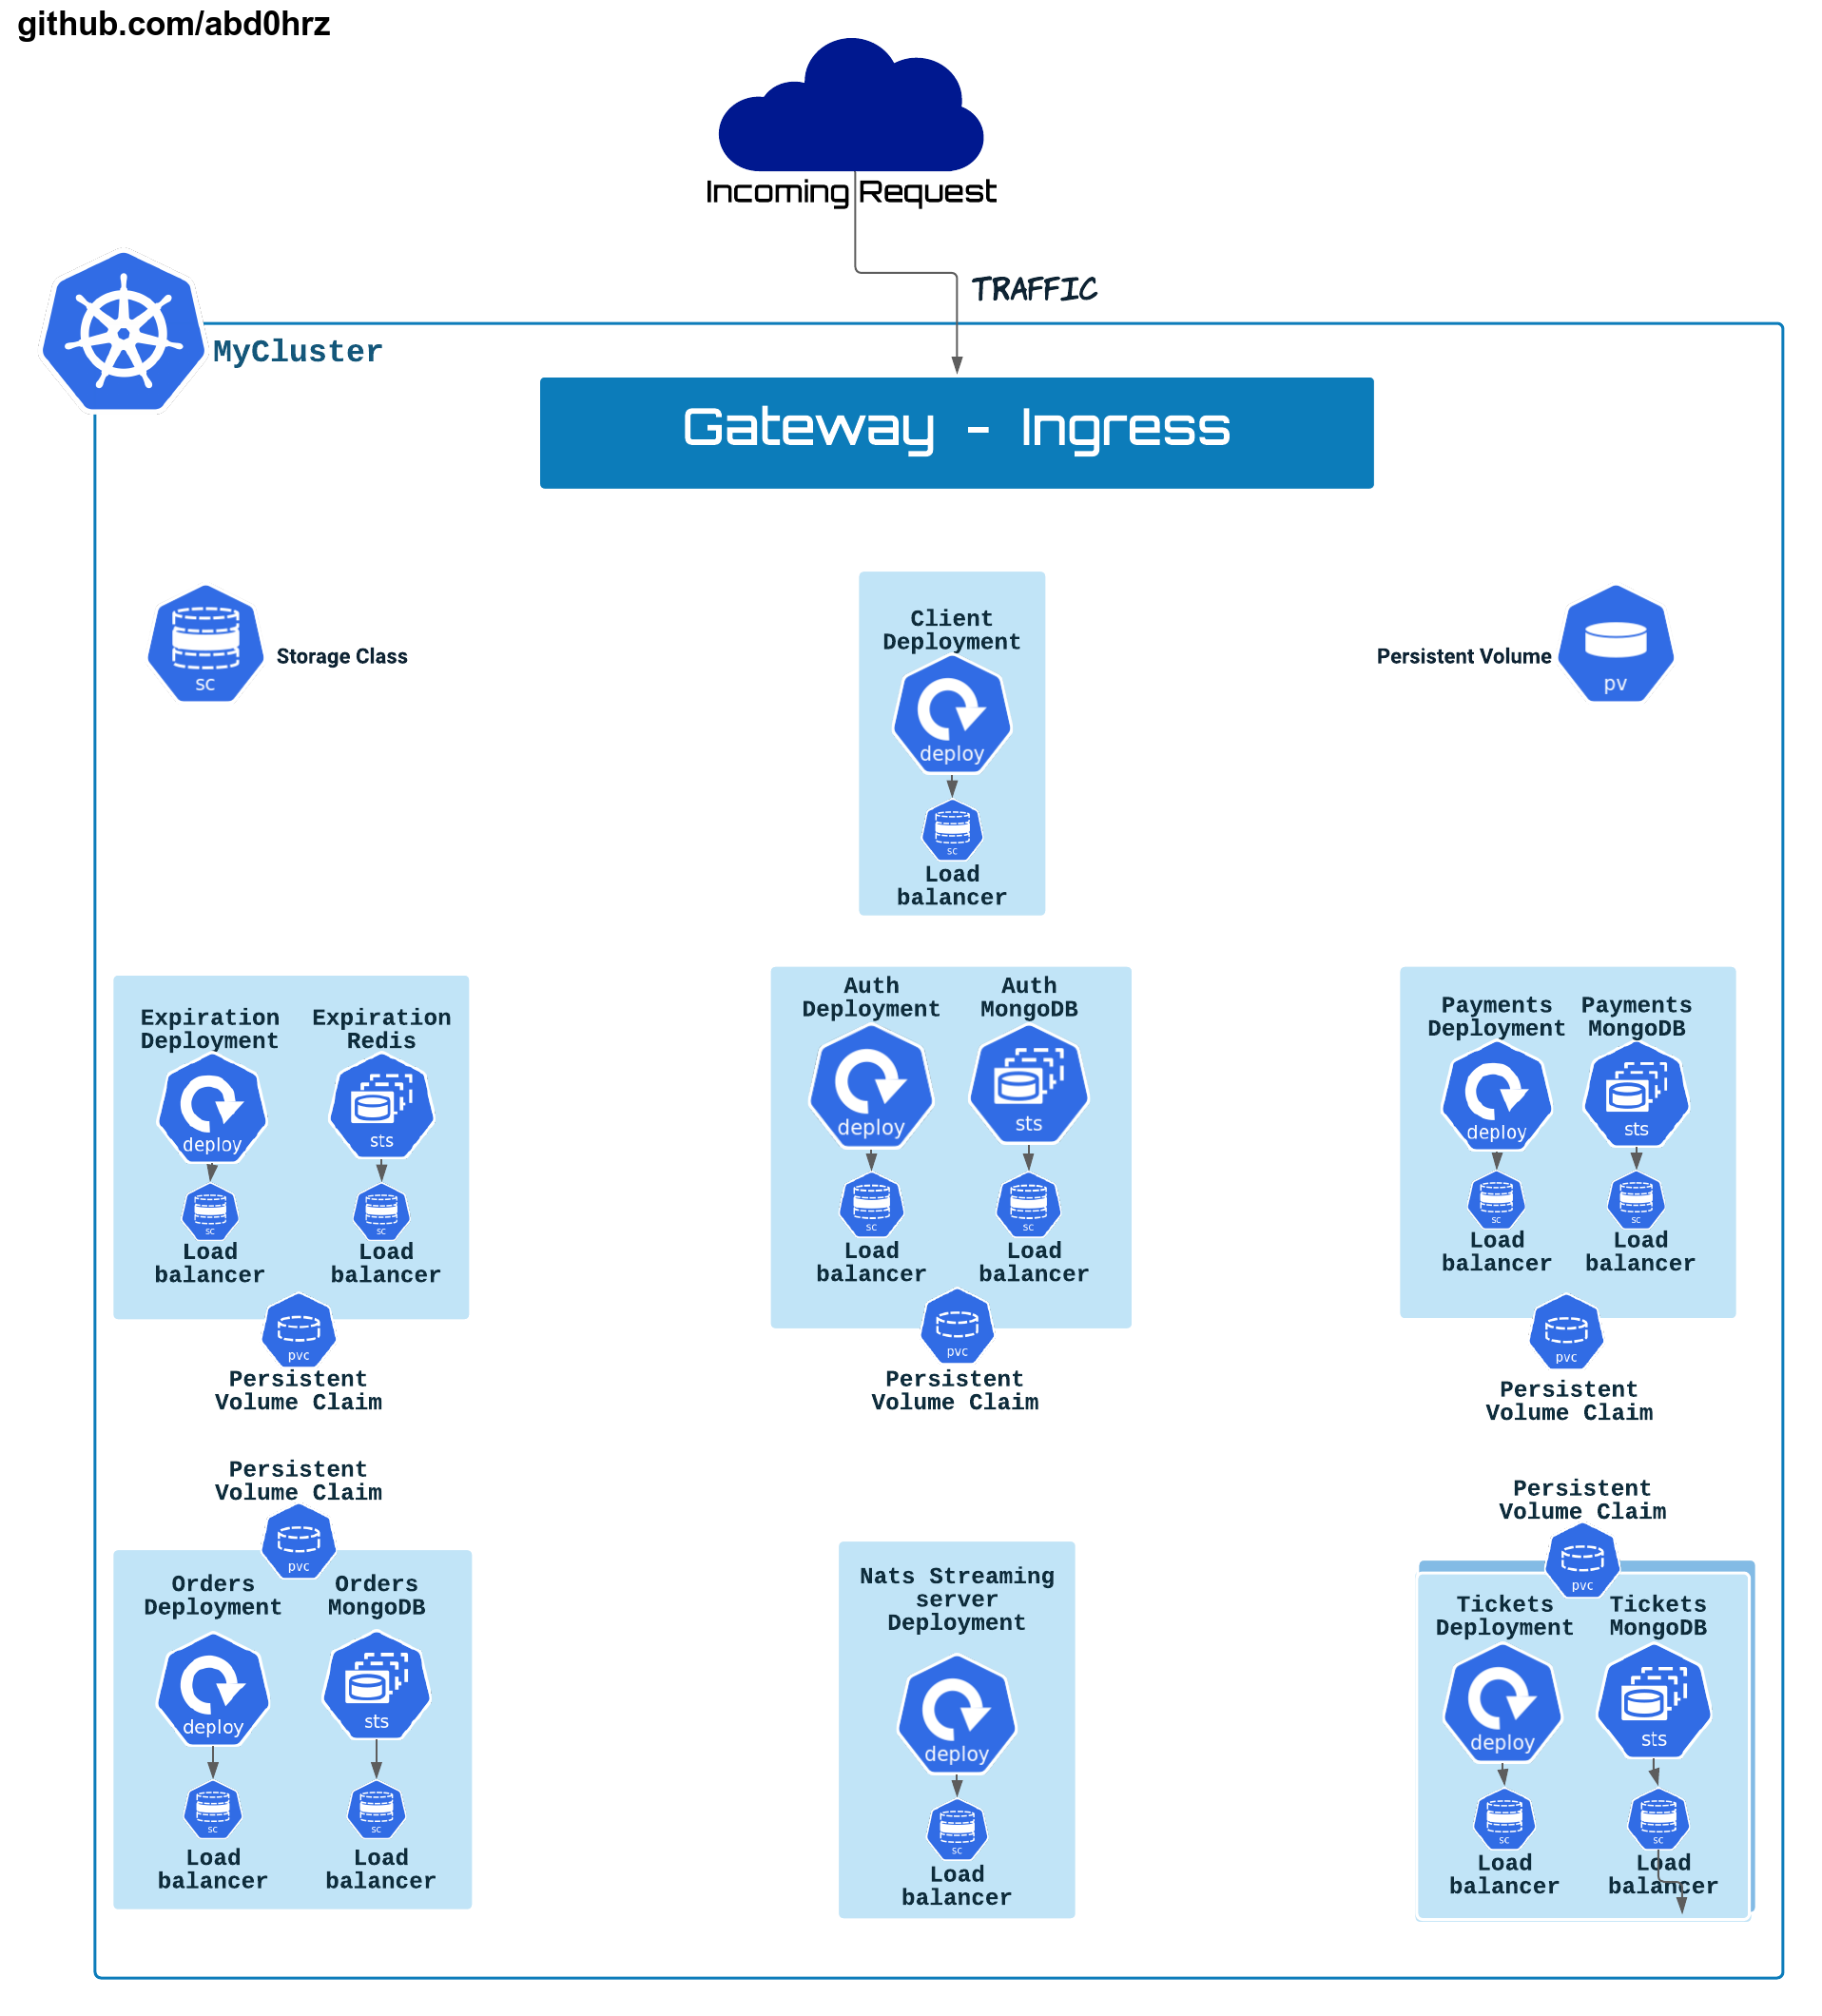 github.com/abd0hrz
Incoming Request
TRAFFIC
MyCluster
Gateway - Ingress
sc
Storage Class
Client
Deployment
deploy
sc
Load
balancer
Persistent Volume
pv
Expiration
Deployment
deploy
sc
Load
balancer
Expiration
Redis
sts
sc
Load
balancer
pvc
Persistent
Volume Claim
Auth
Deployment
deploy
sc
Load
balancer
Auth
MongoDB
sts
sc
Load
balancer
pvc
Persistent
Volume Claim
Payments
Deployment
deploy
sc
Load
balancer
Payments
MongoDB
sts
sc
Load
balancer
pvc
Persistent
Volume Claim
Persistent
Volume Claim
pvc
Orders
Deployment
deploy
sc
Load
balancer
Orders
MongoDB
sts
sc
Load
balancer
Nats Streaming
server
Deployment
deploy
sc
Load
balancer
Persistent
Volume Claim
pvc
Tickets
Deployment
deploy
sc
Load
balancer
Tickets
MongoDB
sts
sc
Load
balancer